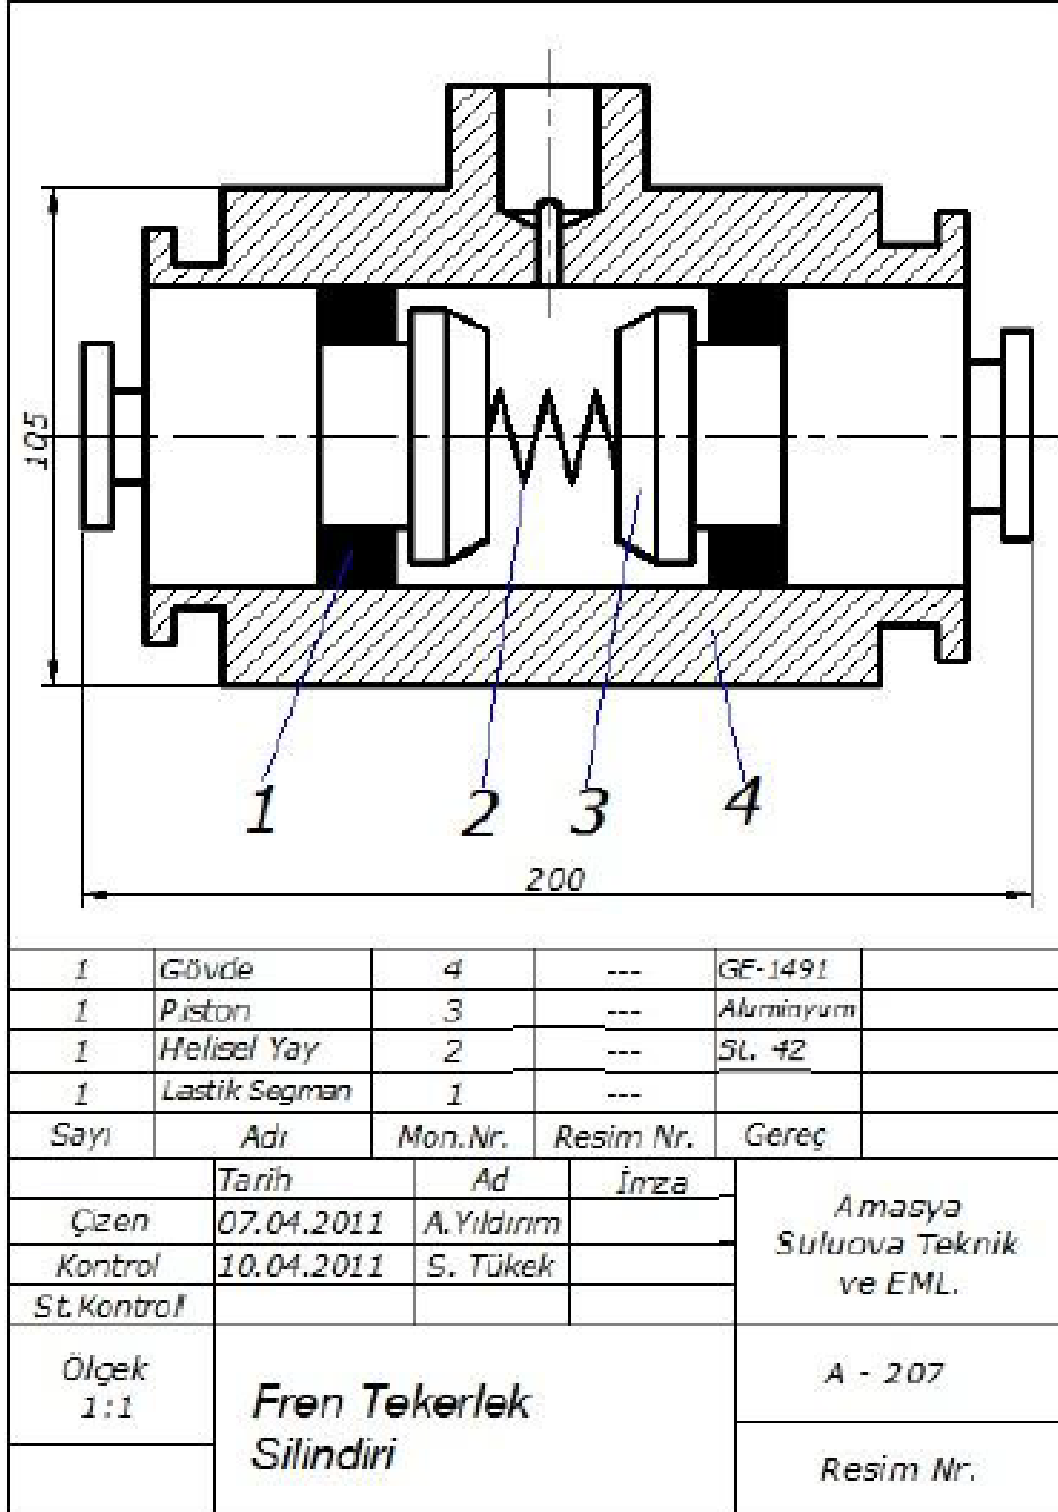 105
1
2
3
4
200
1 Gövde 4 --- GF-1491
1 Piston 3 --- Aluminyum
1 Helisel Yay 2 --- St. 42
1 Lastik Segman 1 ---
Sayı Adı Mon.Nr. Resim Nr. Gereç
Tarih Ad İmza
Çizen 07.04.2011 A.Yıldırım
Kontrol 10.04.2011 S. Tükek
St.Kontrol
Amasya
Suluova Teknik
ve EML.
Ölçek
1:1
Fren Tekerlek
Silindiri
A - 207
Resim Nr.